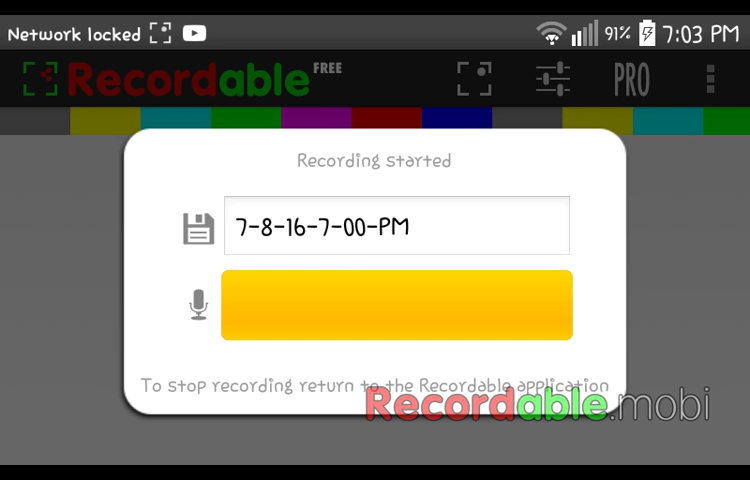 Network locked 91% 7:03 PM
Recordable FREE PRO
Recording started
7-8-16-7-00-PM
To stop recording return to the Recordable application
Recordable.mobi